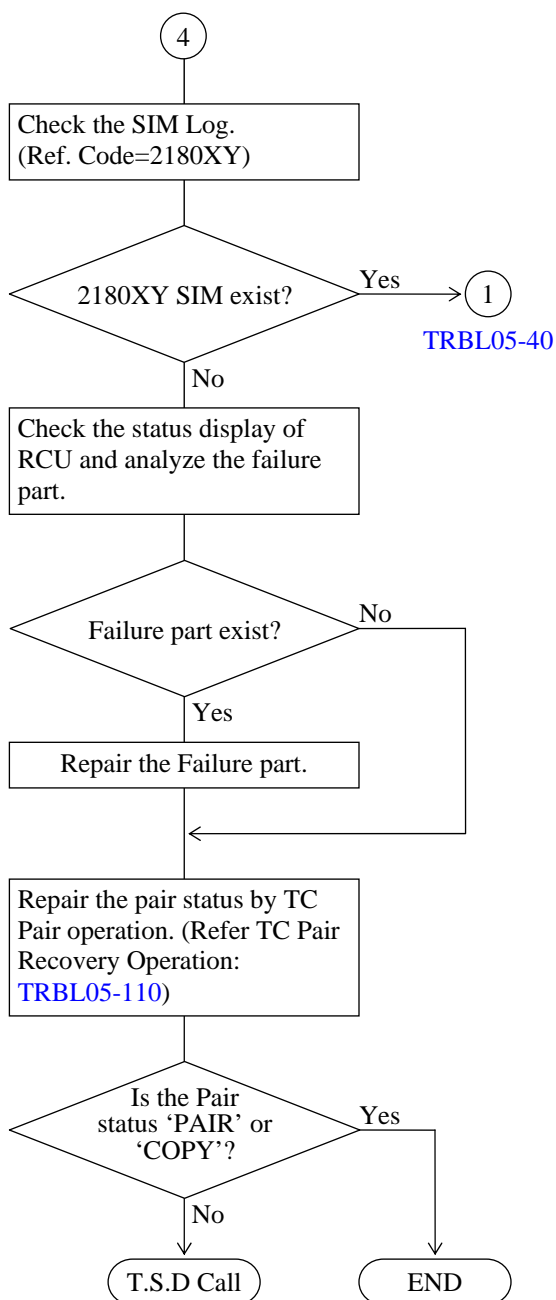 4
Check the SIM Log.
(Ref. Code=2180XY)
2180XY SIM exist?
Yes
1
TRBL05-40
No
Check the status display of
RCU and analyze the failure
part.
Failure part exist?
No
Yes
Repair the Failure part.
Repair the pair status by TC
Pair operation. (Refer TC Pair
Recovery Operation:
TRBL05-110)
Is the Pair
status ‘PAIR’ or
‘COPY’?
Yes
No
T.S.D Call
END